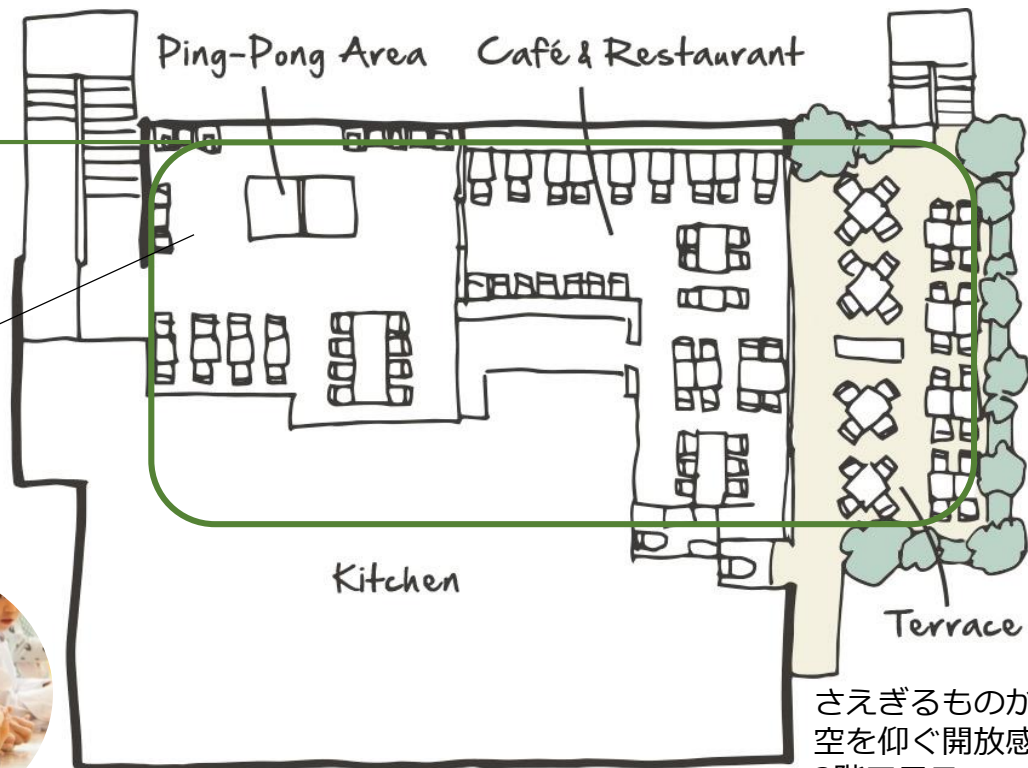 Ping-Pong Area
Café & Restaurant
Kitchen
Terrace
さえぎるものが
空を仰ぐ開放感